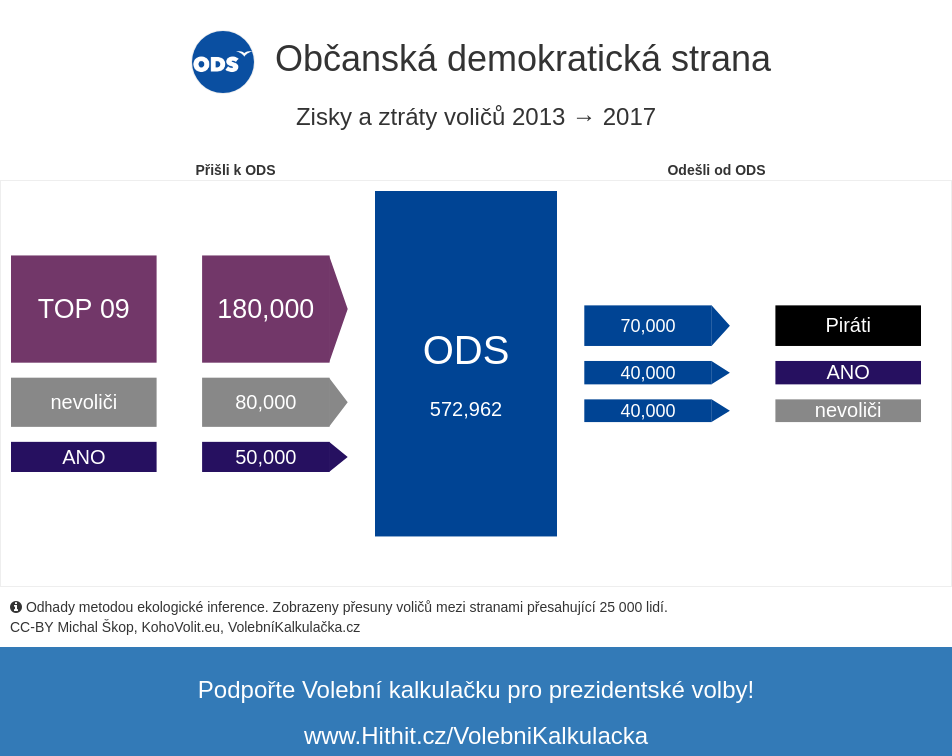 ODS
Občanská demokratická strana
Zisky a ztráty voličů 2013 → 2017
Přišli k ODS
Odešli od ODS
TOP 09
180,000
nevoliči
80,000
ANO
50,000
ODS
572,962
70,000
Piráti
40,000
ANO
40,000
nevoliči
Odhady metodou ekologické inference. Zobrazeny přesuny voličů mezi stranami přesahující 25 000 lidí.
CC-BY Michal Škop, KohoVolit.eu, VolebníKalkulačka.cz
Podpořte Volební kalkulačku pro prezidentské volby!
www.Hithit.cz/VolebniKalkulacka